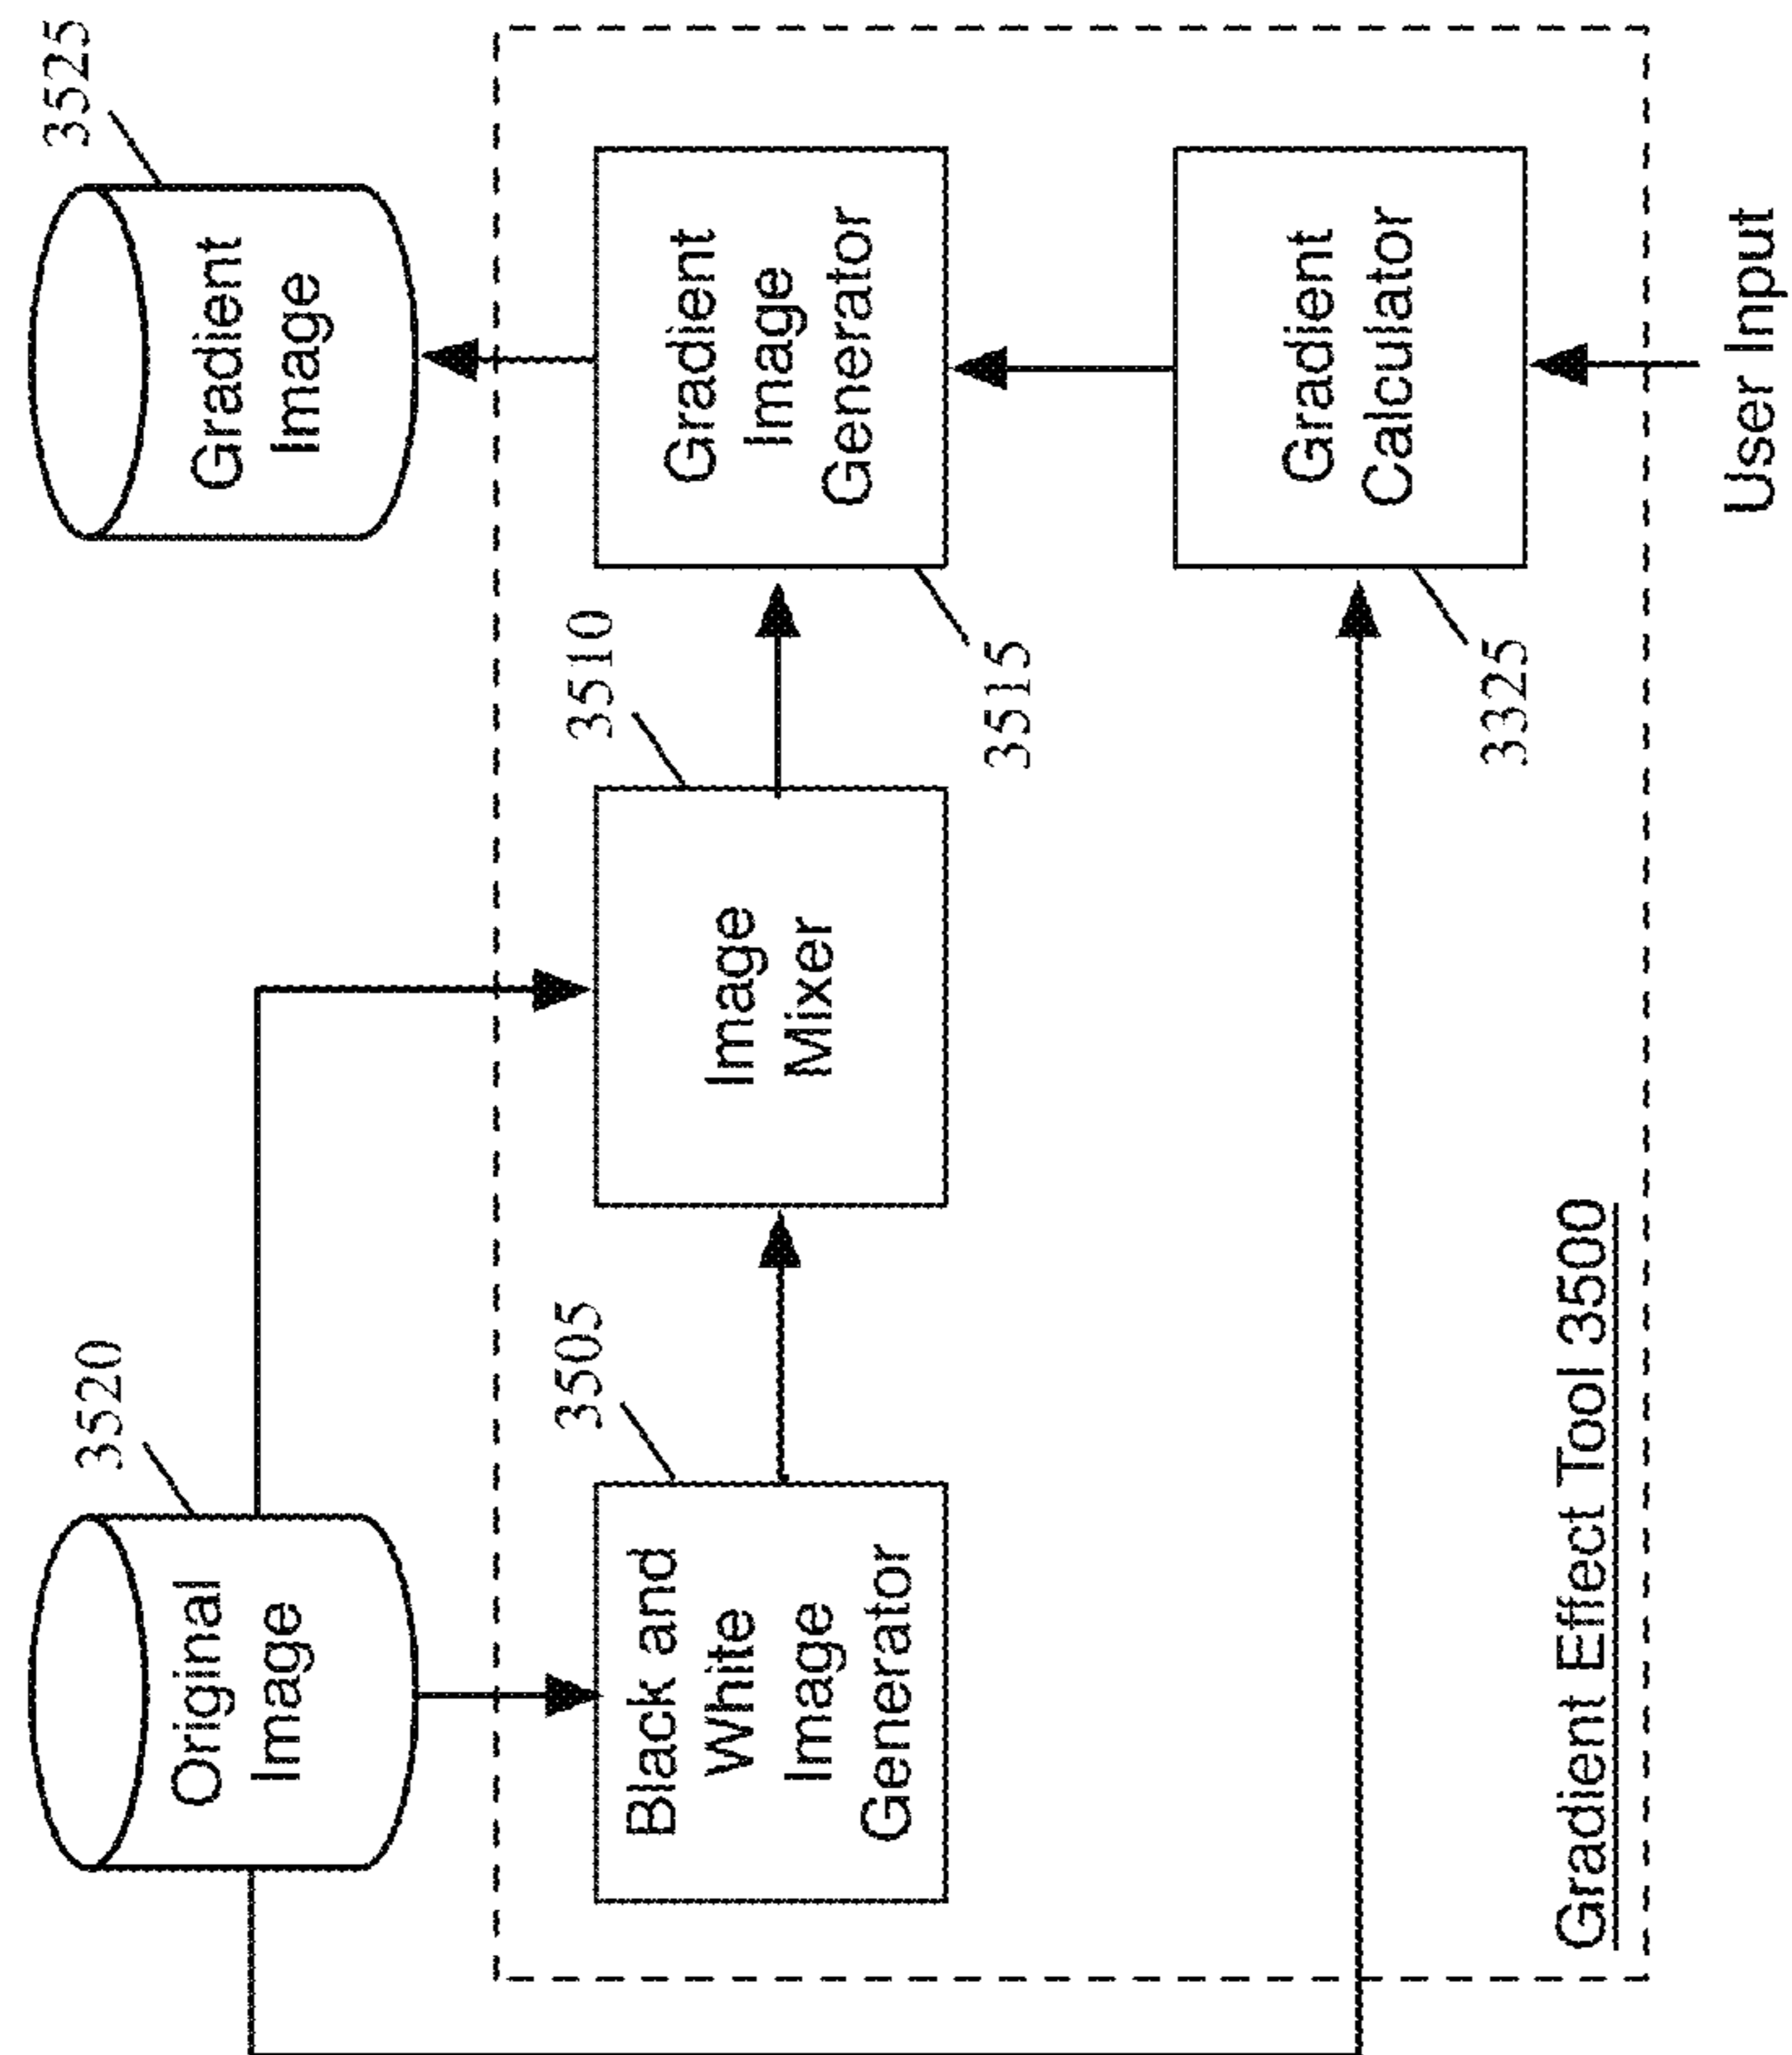 3520
Original
Image
3525
Gradient
Image
3505
Black and
White
Image
Generator
3510
Image
Mixer
Gradient
Image
Generator
3515
Gradient
Calculator
3325
Gradient Effect Tool 3500
User Input